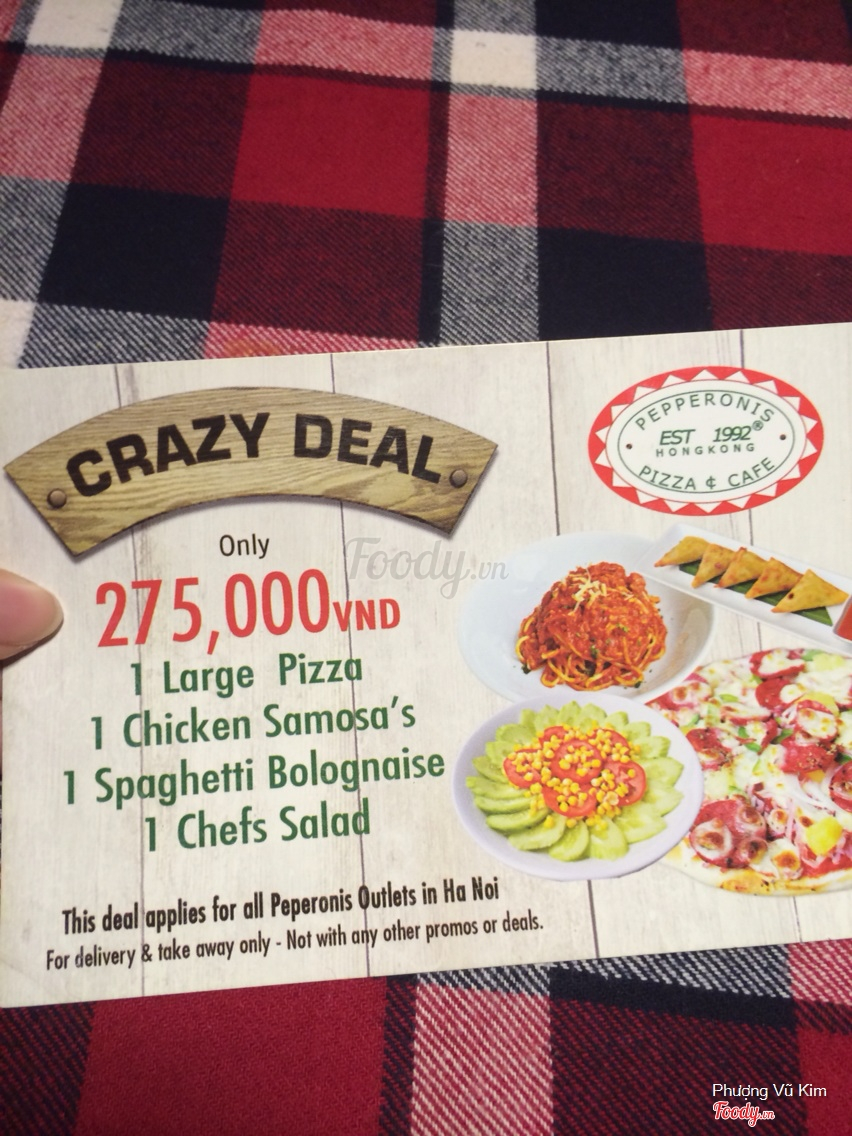 CRAZY DEAL
PEPPERONIS
EST 1992®
HONGKONG
PIZZA ¢ CAFE
Only
275,000VND
1 Large Pizza
1 Chicken Samosa's
1 Spaghetti Bolognaise
1 Chefs Salad
This deal applies for all Peperonis Outlets in Ha Noi
For delivery & take away only - Not with any other promos or deals.
Foody.vn
Phượng Vũ Kim
Foody.vn